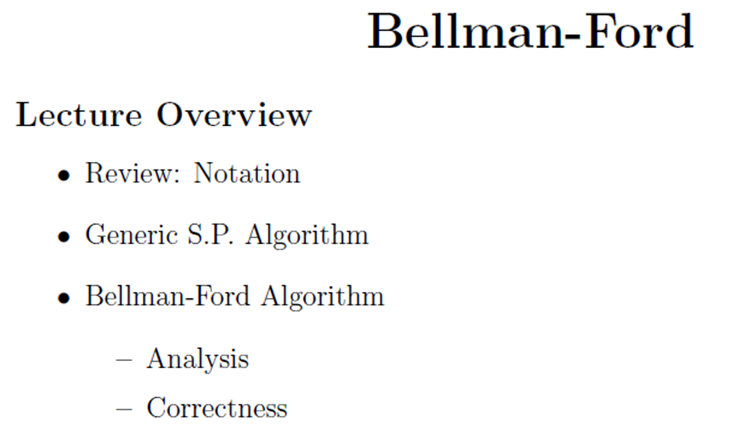 Bellman-Ford
Lecture Overview
• Review: Notation
• Generic S.P. Algorithm
• Bellman-Ford Algorithm
– Analysis
– Correctness